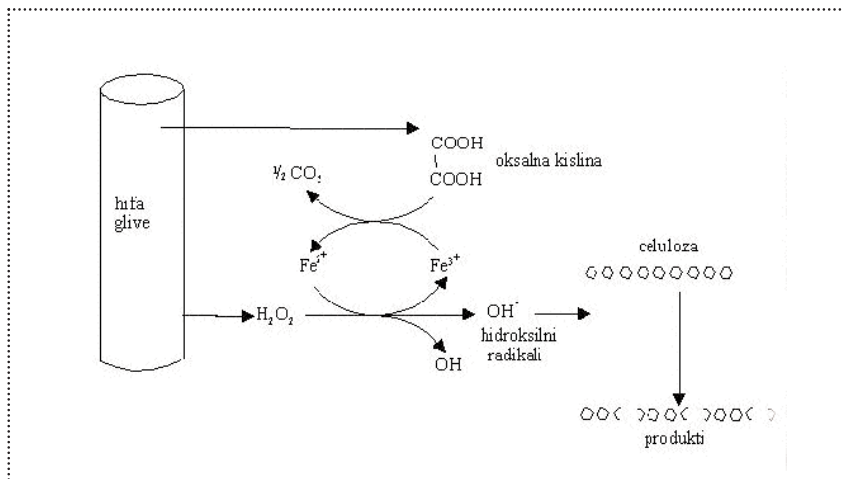 COOH
COOH
oksalna kislina
½ CO₂
hifa
glive
Fe²⁺
Fe³⁺
celuloza
H₂O₂
OH⁻
hidroksilni
radikali
OH
produkti